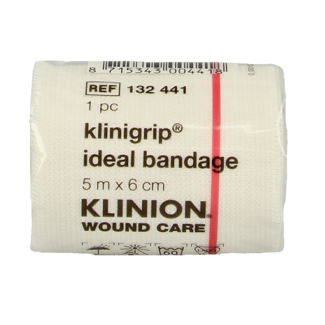 8 715343 004418
REF 132 441
1 pc
klinigrip®
ideal bandage
5 m x 6 cm
KLINION®
WOUND CARE